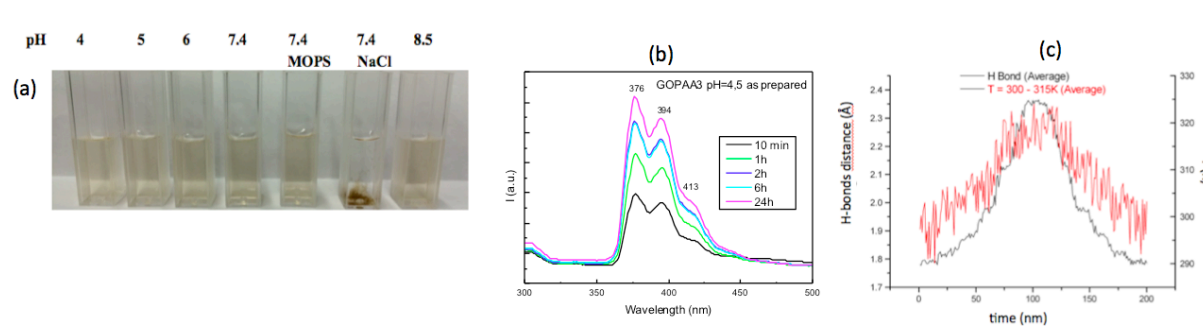 pH 4 5 6 7.4 7.4 7.4 8.5
MOPS NaCl
(a)
(b)
GOPAA3 pH=4,5 as prepared
376
394
413
10 min
1h
2h
6h
24h
I (a.u.)
300 350 400 450 500
Wavelength (nm)
(c)
H Bond (Average)
T = 300 - 315K (Average)
H-bonds distance (Å)
2.4
2.3
2.2
2.1
2.0
1.9
1.8
1.7
330
320
310
300
290
0 50 100 150 200
time (nm)